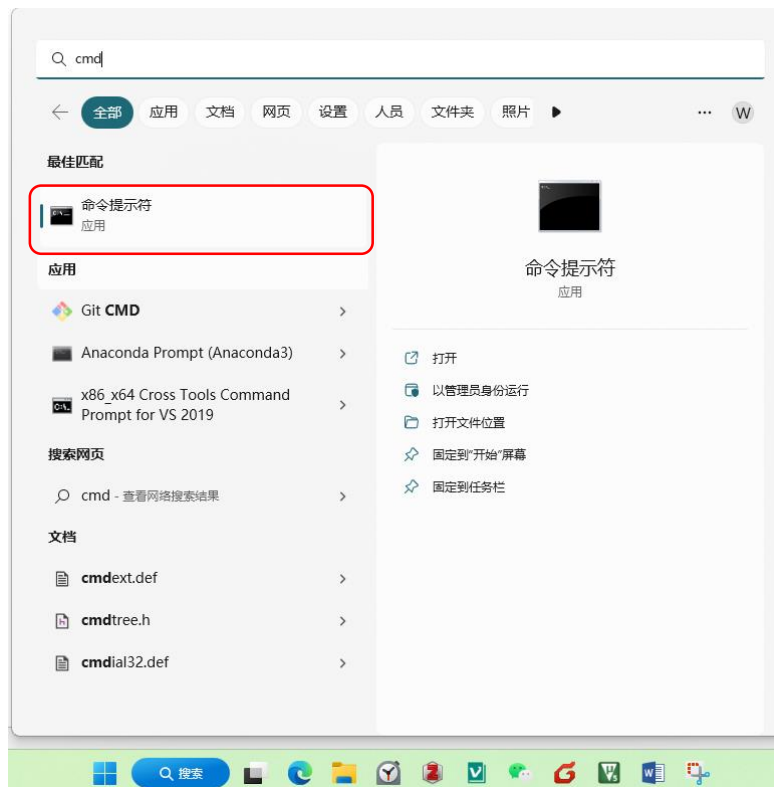 cmd
全部 应用 文档 网页 设置 人员 文件夹 照片 W
最佳匹配
命令提示符
应用
应用
Git CMD
Anaconda Prompt (Anaconda3)
x86_x64 Cross Tools Command
Prompt for VS 2019
搜索网页
cmd - 查看网络搜索结果
文档
cmdext.def
cmdtree.h
cmdial32.def
命令提示符
应用
打开
以管理员身份运行
打开文件位置
固定到"开始"屏幕
固定到任务栏
搜索